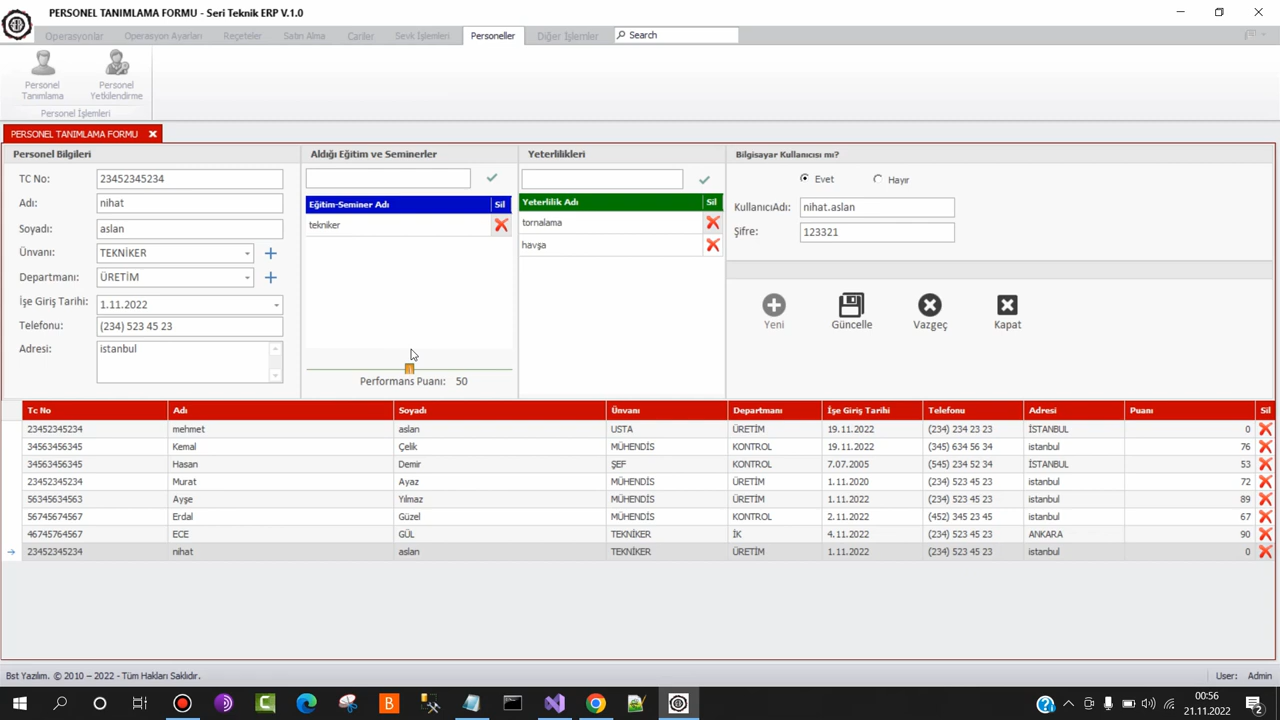 PERSONEL TANIMLAMA FORMU - Seri Teknik ERP V.1.0
Operasyonlar Operasyon Ayarları Reçeteler Satın Alma Cariler Sevk İşlemleri Personeller Diğer İşlemler Search
Personel Tanımlama
Personel Yetkilendirme
Personel İşlemleri
PERSONEL TANIMLAMA FORMU
Personel Bilgileri
TC No: 23452345234
Adı: nihat
Soyadı: aslan
Ünvanı: TEKNİKER
Departmanı: ÜRETİM
İşe Giriş Tarihi: 1.11.2022
Telefonu: (234) 523 45 23
Adresi: istanbul
Aldığı Eğitim ve Seminerler
Eğitim-Seminer Adı Sil
tekniker
Performans Puanı: 50
Yeterlilikleri
Yeterlilik Adı Sil
tornalama
havşa
Bilgisayar Kullanıcısı mı?
Evet Hayır
KullanıcıAdı: nihat.aslan
Şifre: 123321
Yeni Güncelle Vazgeç Kapat
Tc No Adı Soyadı Ünvanı Departmanı İşe Giriş Tarihi Telefonu Adresi Puanı Sil
23452345234 mehmet aslan USTA ÜRETİM 19.11.2022 (234) 234 23 23 İSTANBUL 0
34563456345 Kemal Çelik MÜHENDİS KONTROL 19.11.2022 (345) 634 56 34 istanbul 76
34563456345 Hasan Demir ŞEF KONTROL 7.07.2005 (545) 234 52 34 İSTANBUL 53
23452345234 Murat Ayaz MÜHENDİS ÜRETİM 1.11.2020 (234) 523 45 23 istanbul 72
56345634563 Ayşe Yılmaz MÜHENDİS ÜRETİM 1.11.2022 (234) 523 45 23 istanbul 89
56745674567 Erdal Güzel MÜHENDİS KONTROL 2.11.2022 (452) 345 23 45 istanbul 67
46745764567 ECE GÜL TEKNİKER İK 4.11.2022 (234) 523 45 23 ANKARA 90
23452345234 nihat aslan TEKNİKER ÜRETİM 1.11.2022 (234) 523 45 23 istanbul 0
Bst Yazılım. © 2010 – 2022 - Tüm Hakları Saklıdır. User: Admin
00:56
21.11.2022
2